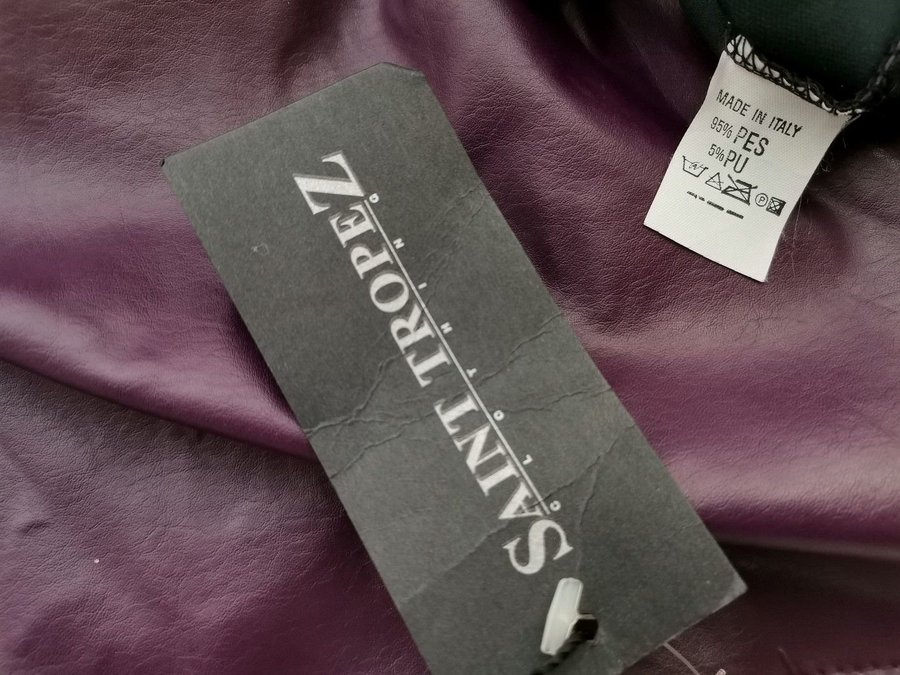 SAINT TROPEZ
CLOTHING
MADE IN ITALY
95% PES
5% PU
P